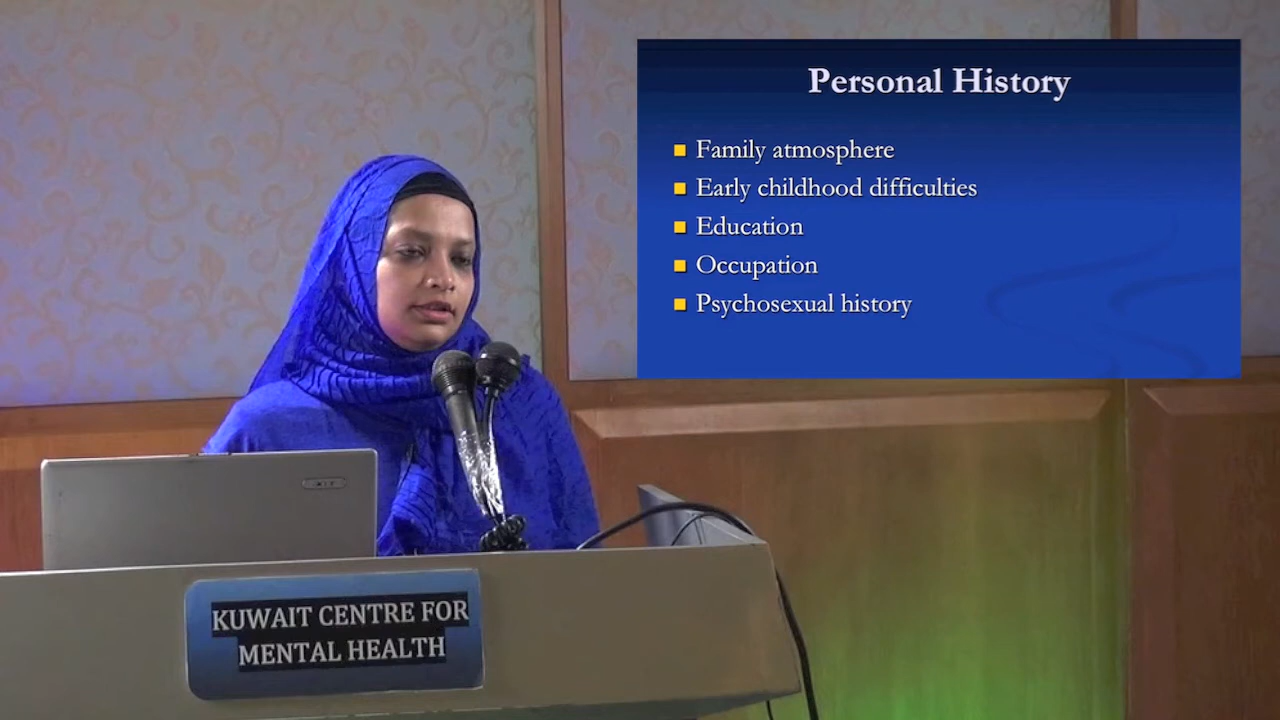 Personal History
Family atmosphere
Early childhood difficulties
Education
Occupation
Psychosexual history
KUWAIT CENTRE FOR
MENTAL HEALTH